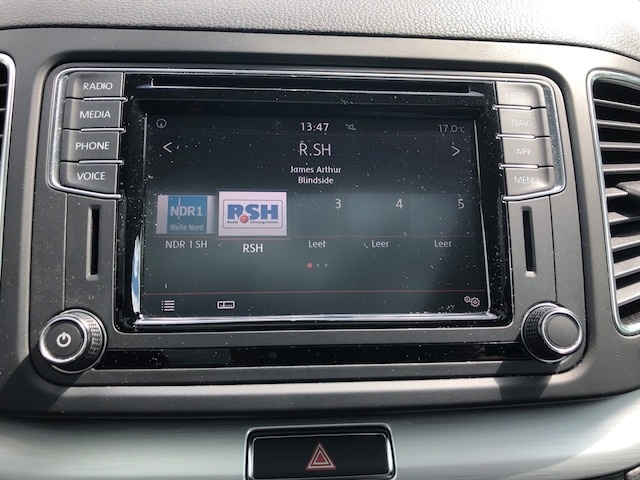 RADIO
MEDIA
PHONE
VOICE
NAV
APP
MENU
13:47
17.0°C
< R.SH >
James Arthur
Blindside
NDR 1
Welle Nord
RSH
3
4
5
NDR 1 SH
RSH
Leer
Leer
Leer